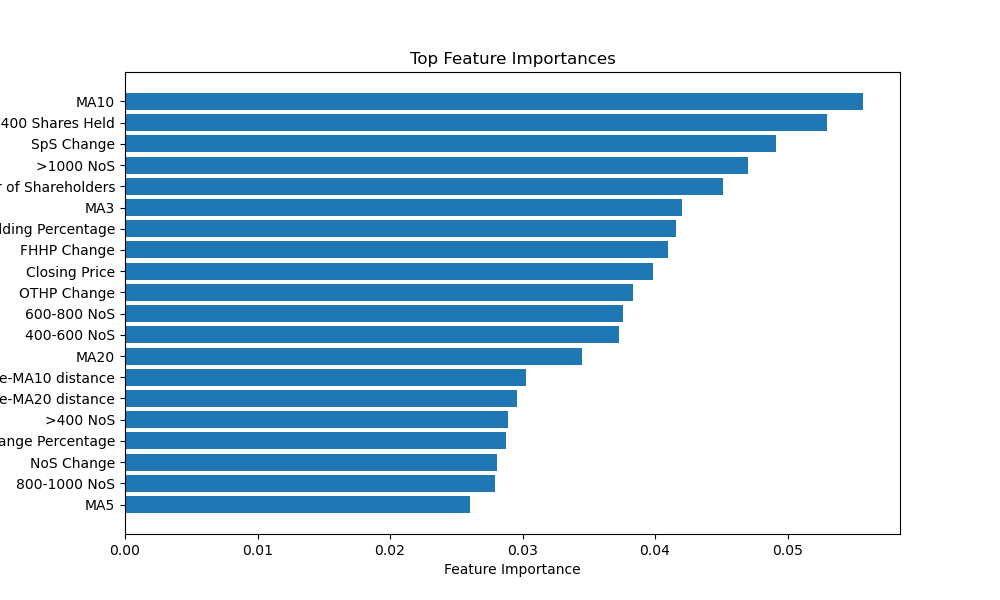 Top Feature Importances
MA10
400 Shares Held
SpS Change
>1000 NoS
of Shareholders
MA3
Percentage
FHHP Change
Closing Price
OTHP Change
600-800 NoS
400-600 NoS
MA20
e-MA10 distance
e-MA20 distance
>400 NoS
ange Percentage
NoS Change
800-1000 NoS
MA5
0.00 0.01 0.02 0.03 0.04 0.05
Feature Importance